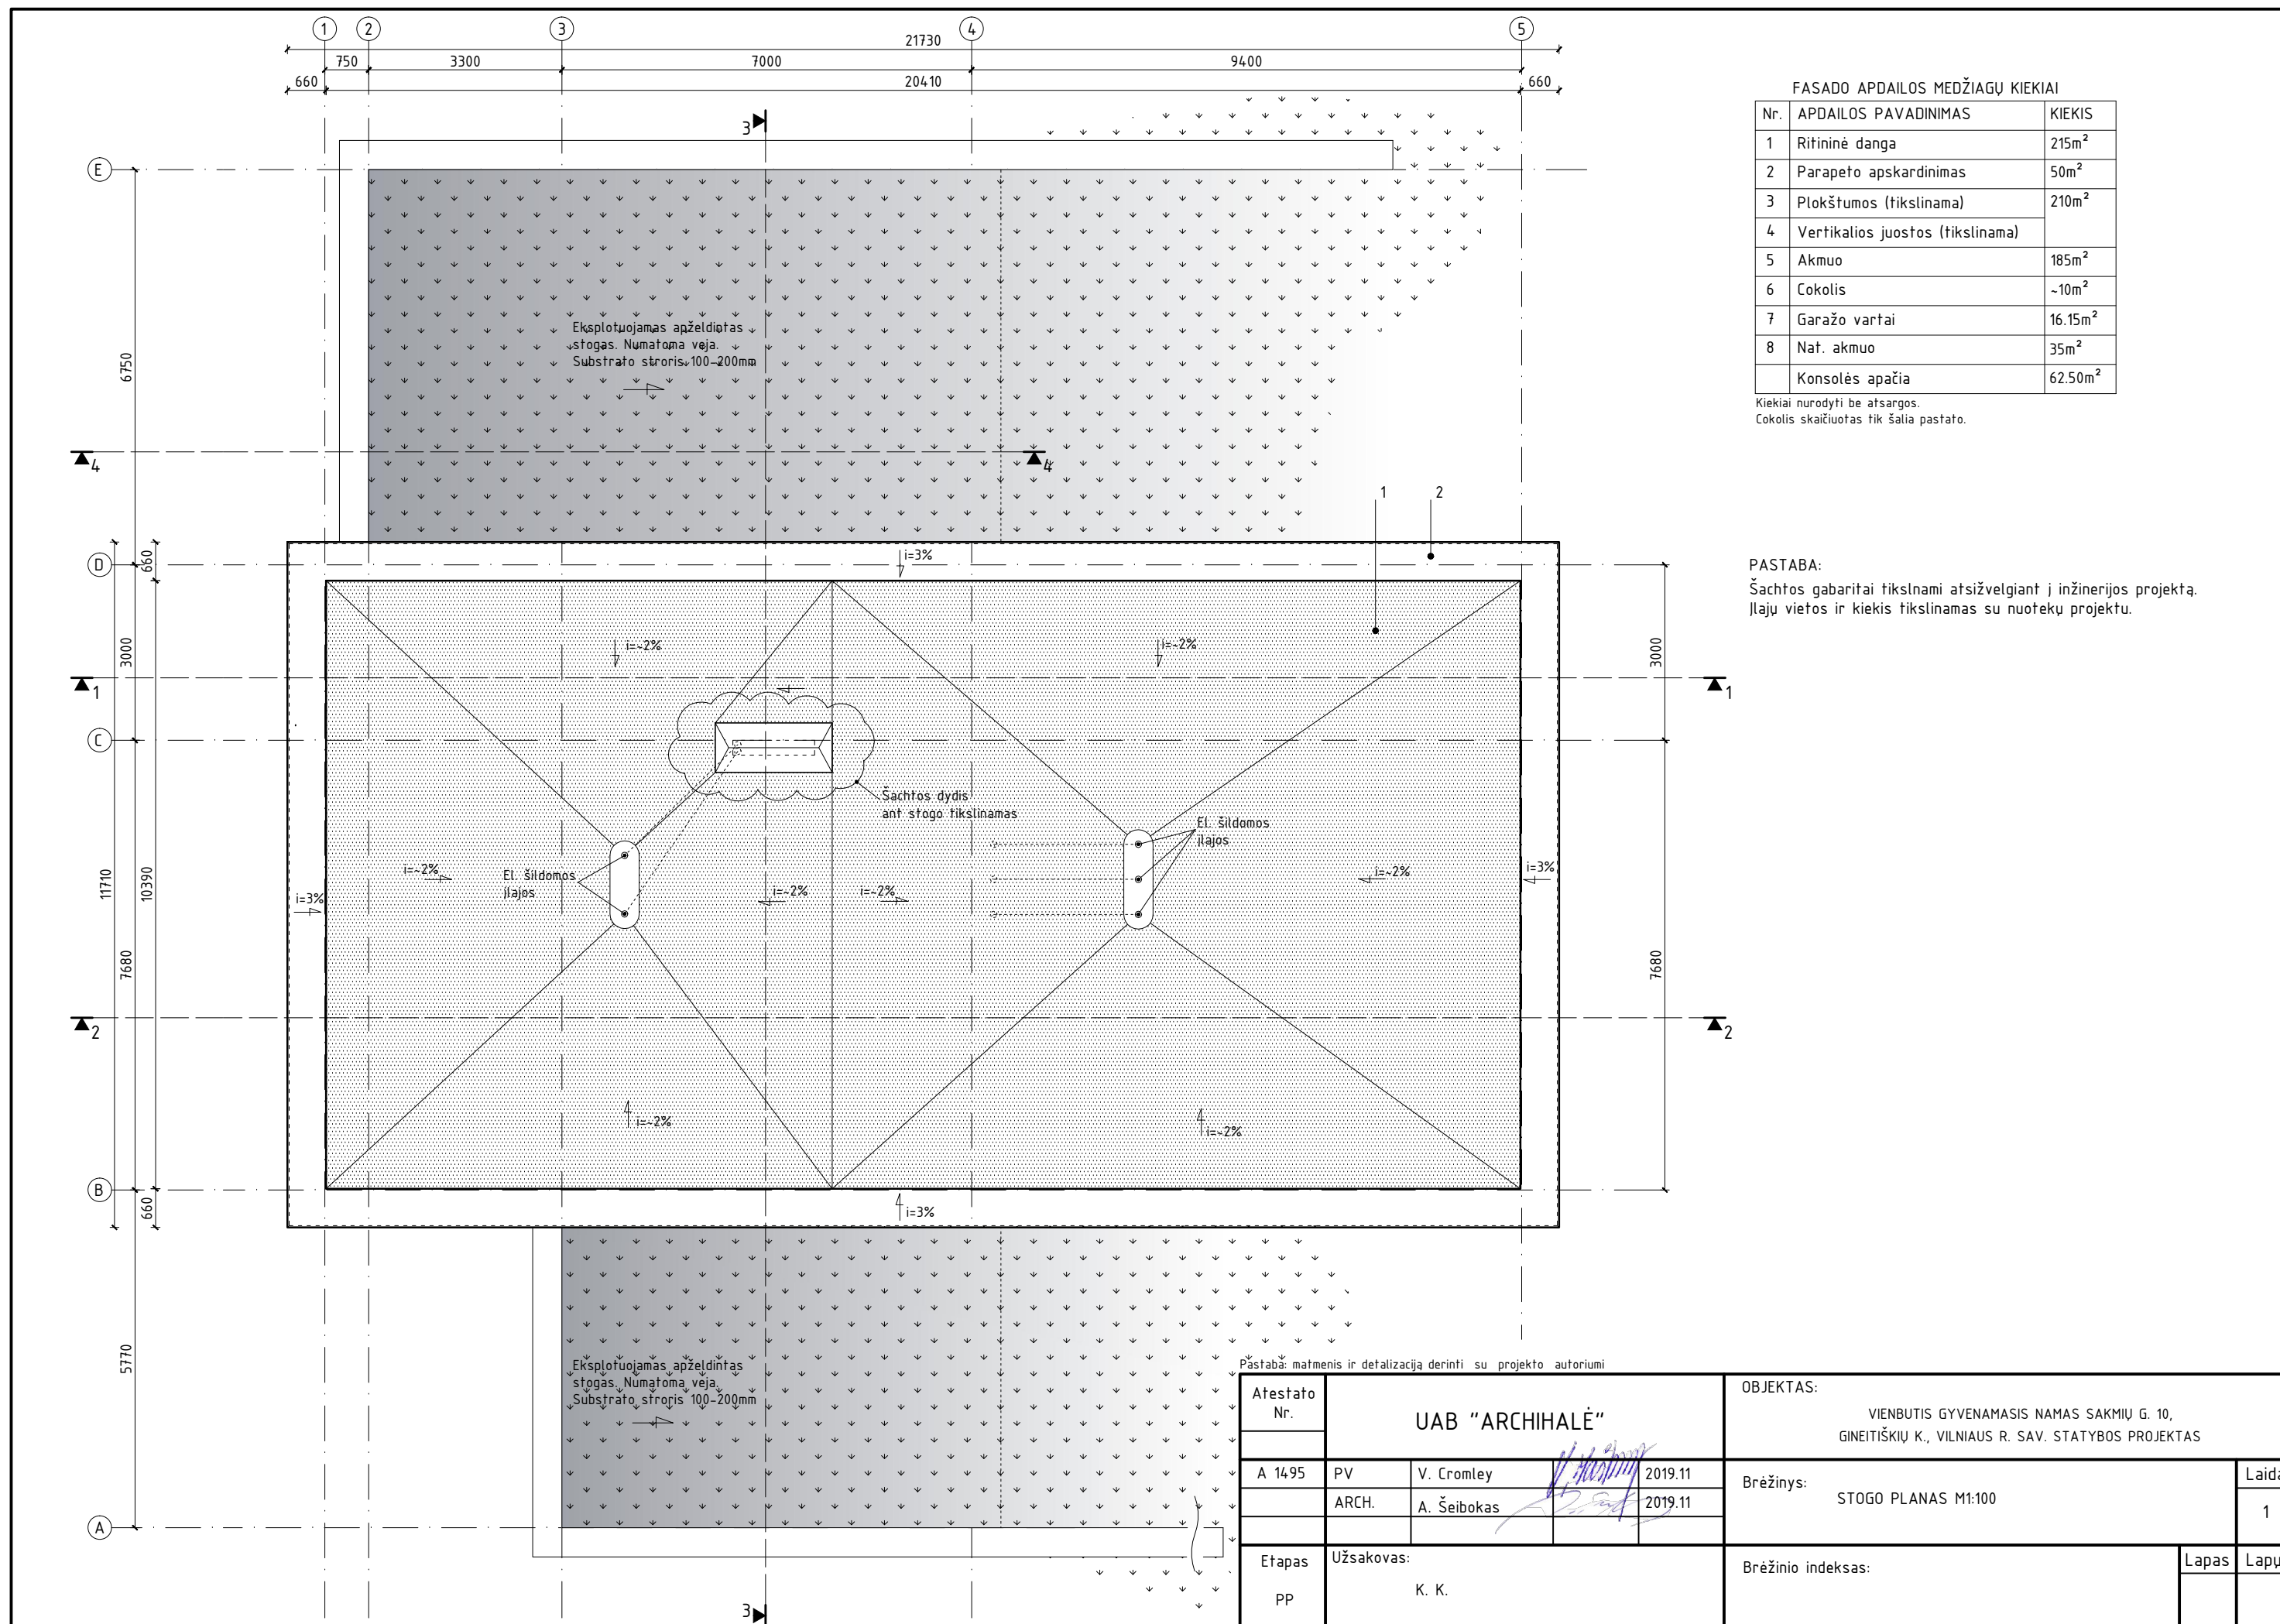 1 2 3 4 5
21730
750 3300 7000 9400
660 20410 660
3
E
6750
Eksplotuojamas apželdiotas
stogas. Numatoma veja.
Substrato stroris 100-200mm
4 4
1 2
D
660
i=3%
3000 3000
i=~2% i=~2%
1 1
C
Šachtos dydis
ant stogo tikslinamas
El. šildomos
įlajos
11710 10390
i=~2%
El. šildomos
įlajos
i=~2% i=~2%
i=~2%
i=3%
i=3%
7680 7680
2 2
i=~2% i=~2%
B
660
i=3%
5770
Eksplotuojamas apželdintas
stogas. Numatoma veja.
Substrato stroris 100-200mm
A
3
FASADO APDAILOS MEDŽIAGŲ KIEKIAI
Nr. APDAILOS PAVADINIMAS KIEKIS
1 Ritininė danga 215m²
2 Parapeto apskardinimas 50m²
3 Plokštumos (tikslinama) 210m²
4 Vertikalios juostos (tikslinama)
5 Akmuo 185m²
6 Cokolis ~10m²
7 Garažo vartai 16.15m²
8 Nat. akmuo 35m²
Konsolės apačia 62.50m²
Kiekiai nurodyti be atsargos.
Cokolis skaičiuotas tik šalia pastato.
PASTABA:
Šachtos gabaritai tikslnami atsižvelgiant į inžinerijos projektą.
Įlajų vietos ir kiekis tikslinamas su nuotekų projektu.
Pastaba: matmenis ir detalizaciją derinti su projekto autoriumi
Atestato
Nr.
UAB "ARCHIHALĖ"
OBJEKTAS:
VIENBUTIS GYVENAMASIS NAMAS SAKMIŲ G. 10,
GINEITIŠKIŲ K., VILNIAUS R. SAV. STATYBOS PROJEKTAS
A 1495 PV V. Cromley 2019.11
ARCH. A. Šeibokas 2019.11
Brėžinys:
STOGO PLANAS M1:100
Laida
1
Etapas
PP
Užsakovas:
K. K.
Brėžinio indeksas:
Lapas Lapų